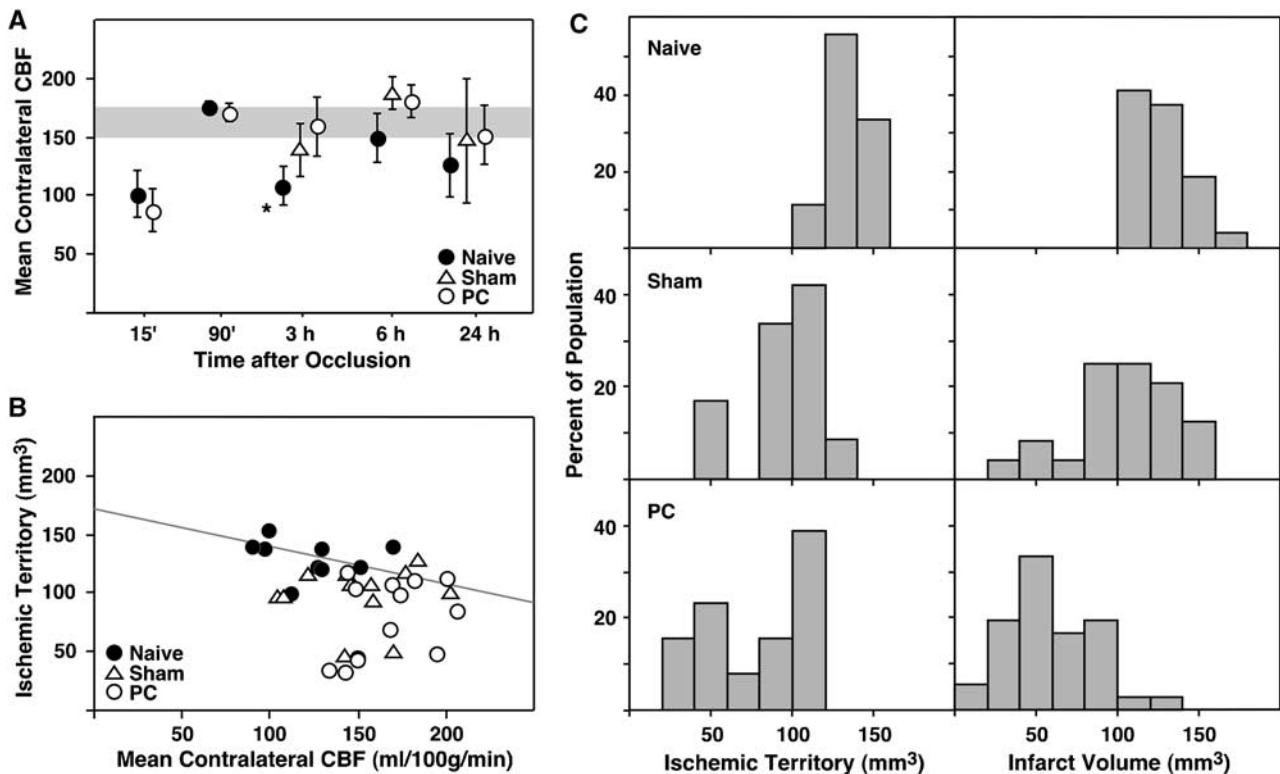 A
Mean Contralateral CBF
200
150
100
50
*
Naive
Sham
PC
15' 90' 3 h 6 h 24 h
Time after Occlusion
B
Ischemic Territory (mm³)
200
150
100
50
Naive
Sham
PC
50 100 150 200
Mean Contralateral CBF (ml/100g/min)
C
Percent of Population
Naive
40
20
Sham
40
20
PC
40
20
50 100 150 50 100 150
Ischemic Territory (mm³) Infarct Volume (mm³)